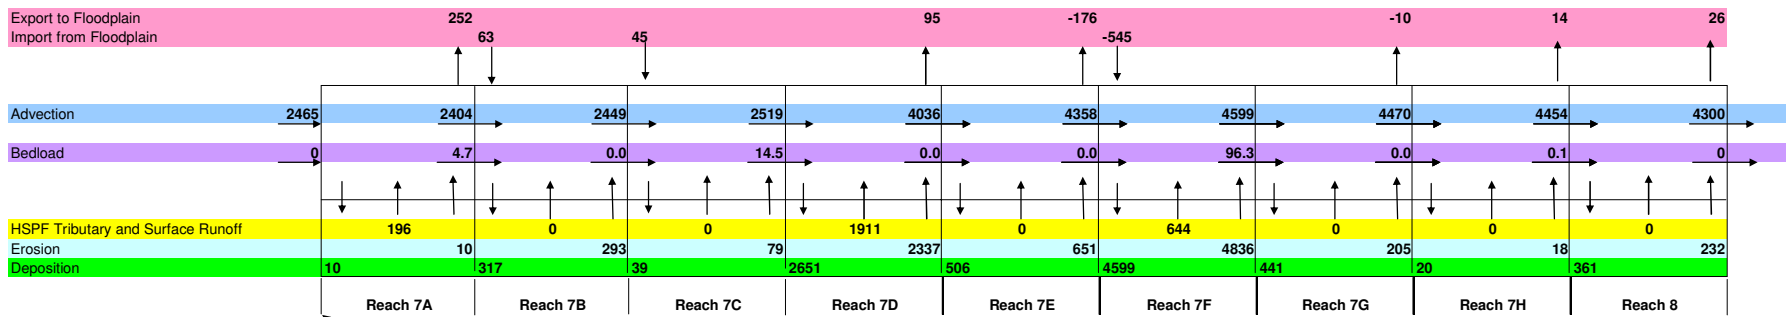 Export to Floodplain 252 95 -176 -10 14 26
Import from Floodplain 63 45 -545
Advection 2465 2404 2449 2519 4036 4358 4599 4470 4454 4300
Bedload 0 4.7 0.0 14.5 0.0 0.0 96.3 0.0 0.1 0
HSPF Tributary and Surface Runoff 196 0 0 1911 0 644 0 0 0
Erosion 10 293 79 2337 651 4836 205 18 232
Deposition 10 317 39 2651 506 4599 441 20 361
Reach 7A Reach 7B Reach 7C Reach 7D Reach 7E Reach 7F Reach 7G Reach 7H Reach 8